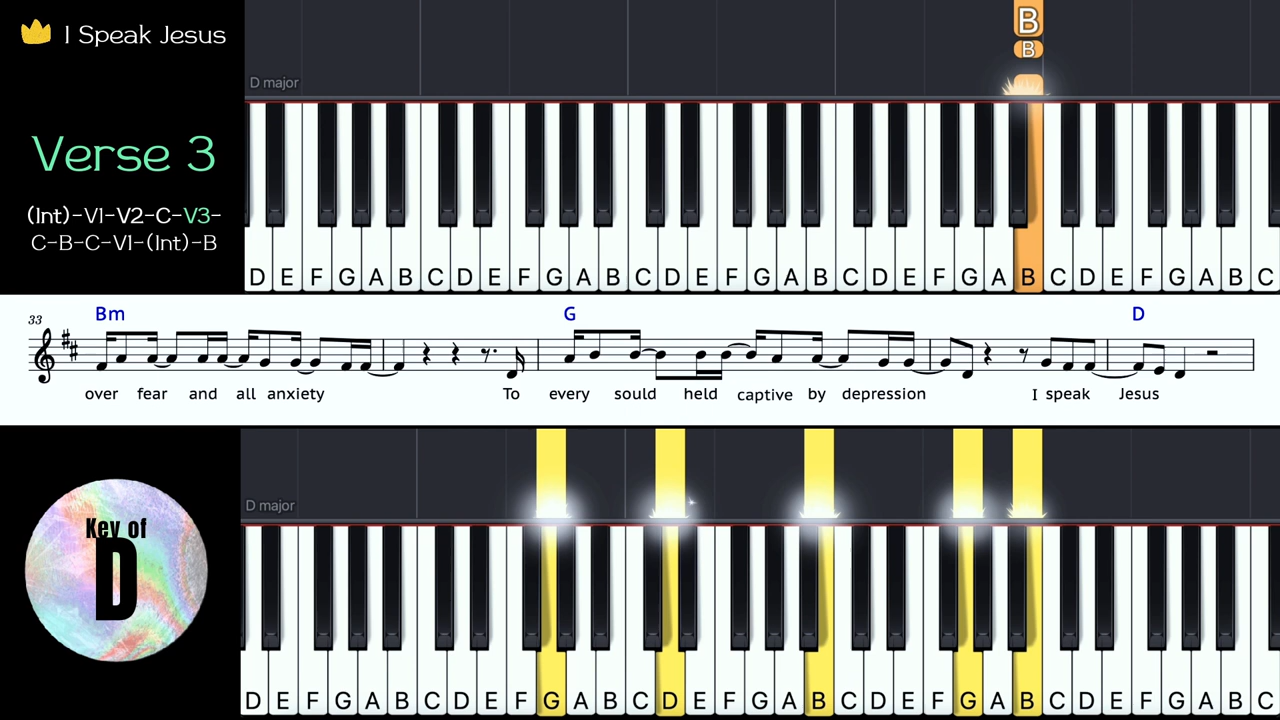 I Speak Jesus
B
B
D major
Verse 3
(Int)-V1-V2-C-V3-
C-B-C-V1-(Int)-B
D E F G A B C D E F G A B C D E F G A B C D E F G A B C D E F G A B C
33 Bm G D
over fear and all anxiety To every sould held captive by depression I speak Jesus
D major
Key of
D
D E F G A B C D E F G A B C D E F G A B C D E F G A B C D E F G A B C